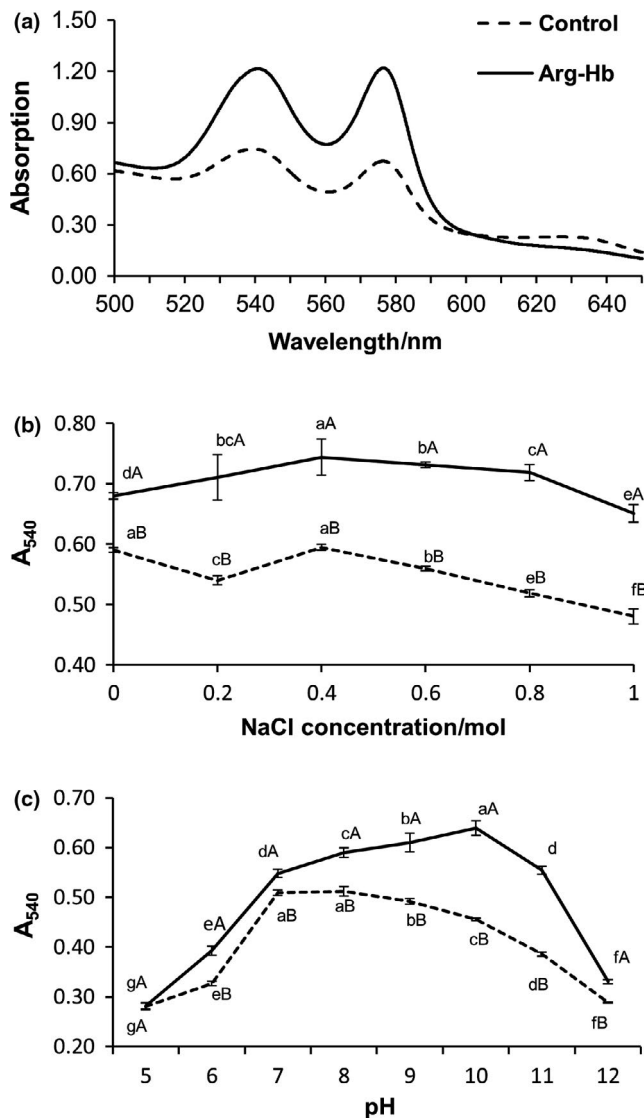 (a)
Control
Arg-Hb
1.50
1.20
0.90
0.60
0.30
0.00
Absorption
500 520 540 560 580 600 620 640
Wavelength/nm
(b)
0.80
0.70
0.60
0.50
0.40
A540
dA bcA aA bA cA eA
aB cB aB bB eB fB
0 0.2 0.4 0.6 0.8 1
NaCl concentration/mol
(c)
0.70
0.60
0.50
0.40
0.30
0.20
A540
gA eA dA cA bA aA d fA
gA eB aB aB bB cB dB fB
5 6 7 8 9 10 11 12
pH